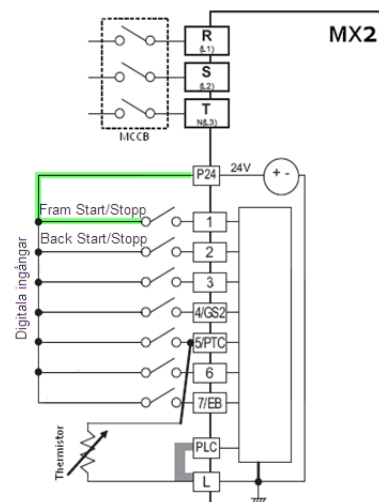 MX2
R
(L1)
S
(L2)
T
N(L3)
MCCB
P24
24V
+ -
Fram Start/Stopp
1
Back Start/Stopp
2
3
4/GS2
5/PTC
6
7/EB
Digitala ingångar
Thermistor
PLC
L